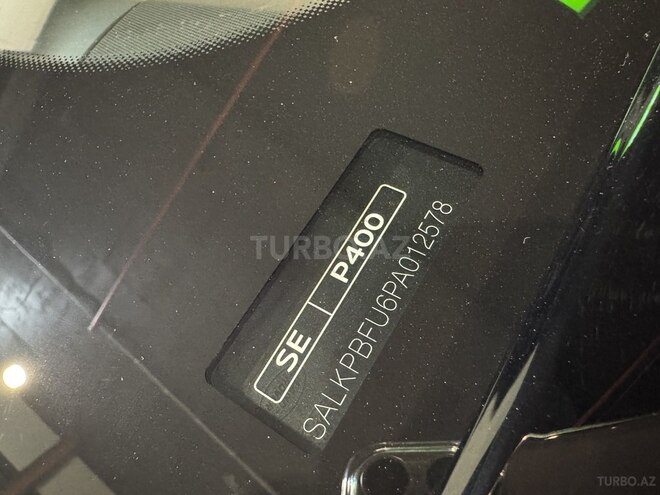 SE | P400
SALKPBFU6PA012578
TURBO.AZ
TURBO.AZ